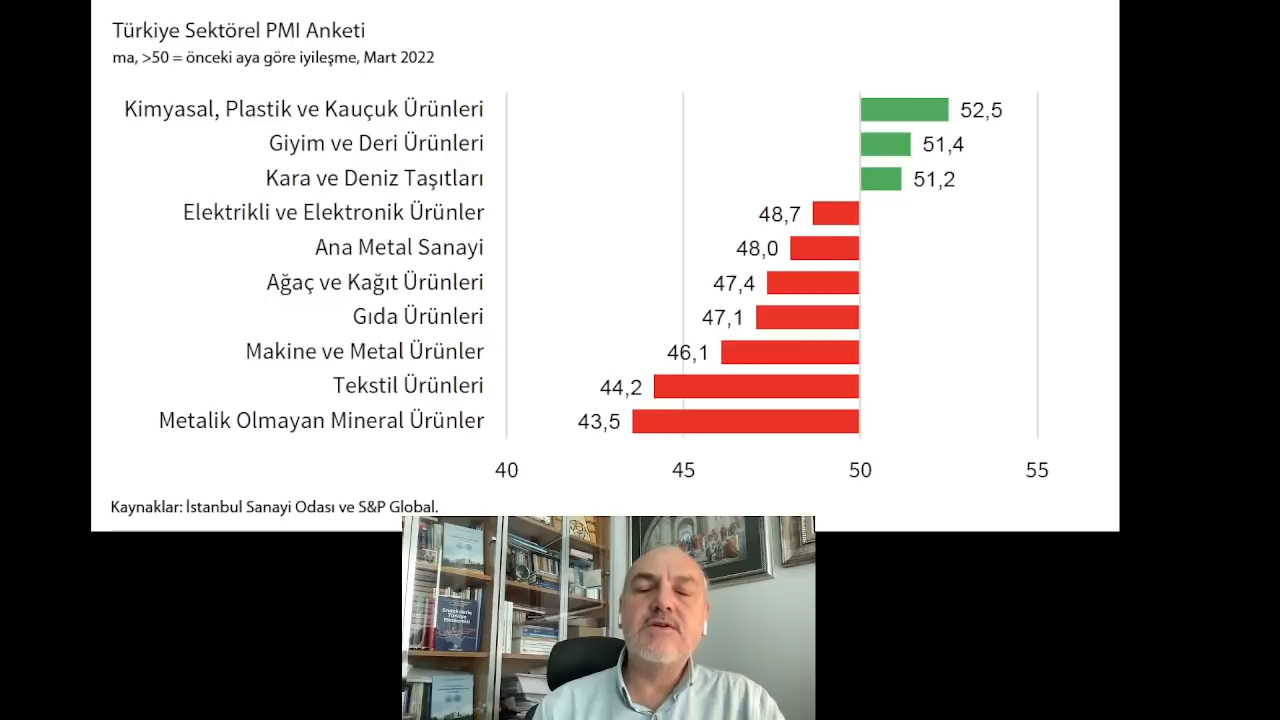 Türkiye Sektörel PMI Anketi
ma, >50 = önceki aya göre iyileşme, Mart 2022
Kimyasal, Plastik ve Kauçuk Ürünleri 52,5
Giyim ve Deri Ürünleri 51,4
Kara ve Deniz Taşıtları 51,2
Elektrikli ve Elektronik Ürünler 48,7
Ana Metal Sanayi 48,0
Ağaç ve Kağıt Ürünleri 47,4
Gıda Ürünleri 47,1
Makine ve Metal Ürünler 46,1
Tekstil Ürünleri 44,2
Metalik Olmayan Mineral Ürünler 43,5
40 45 50 55
Kaynaklar: İstanbul Sanayi Odası ve S&P Global.
Türkiye
Ekonomisi